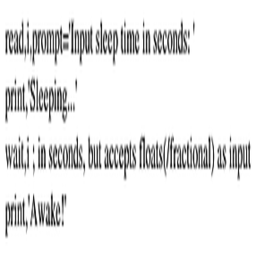 read,i,prompt='Input sleep time in seconds: '
print,'Sleeping...'
wait,i ; in seconds, but accepts floats(/fractional) as input
print,'Awake!'